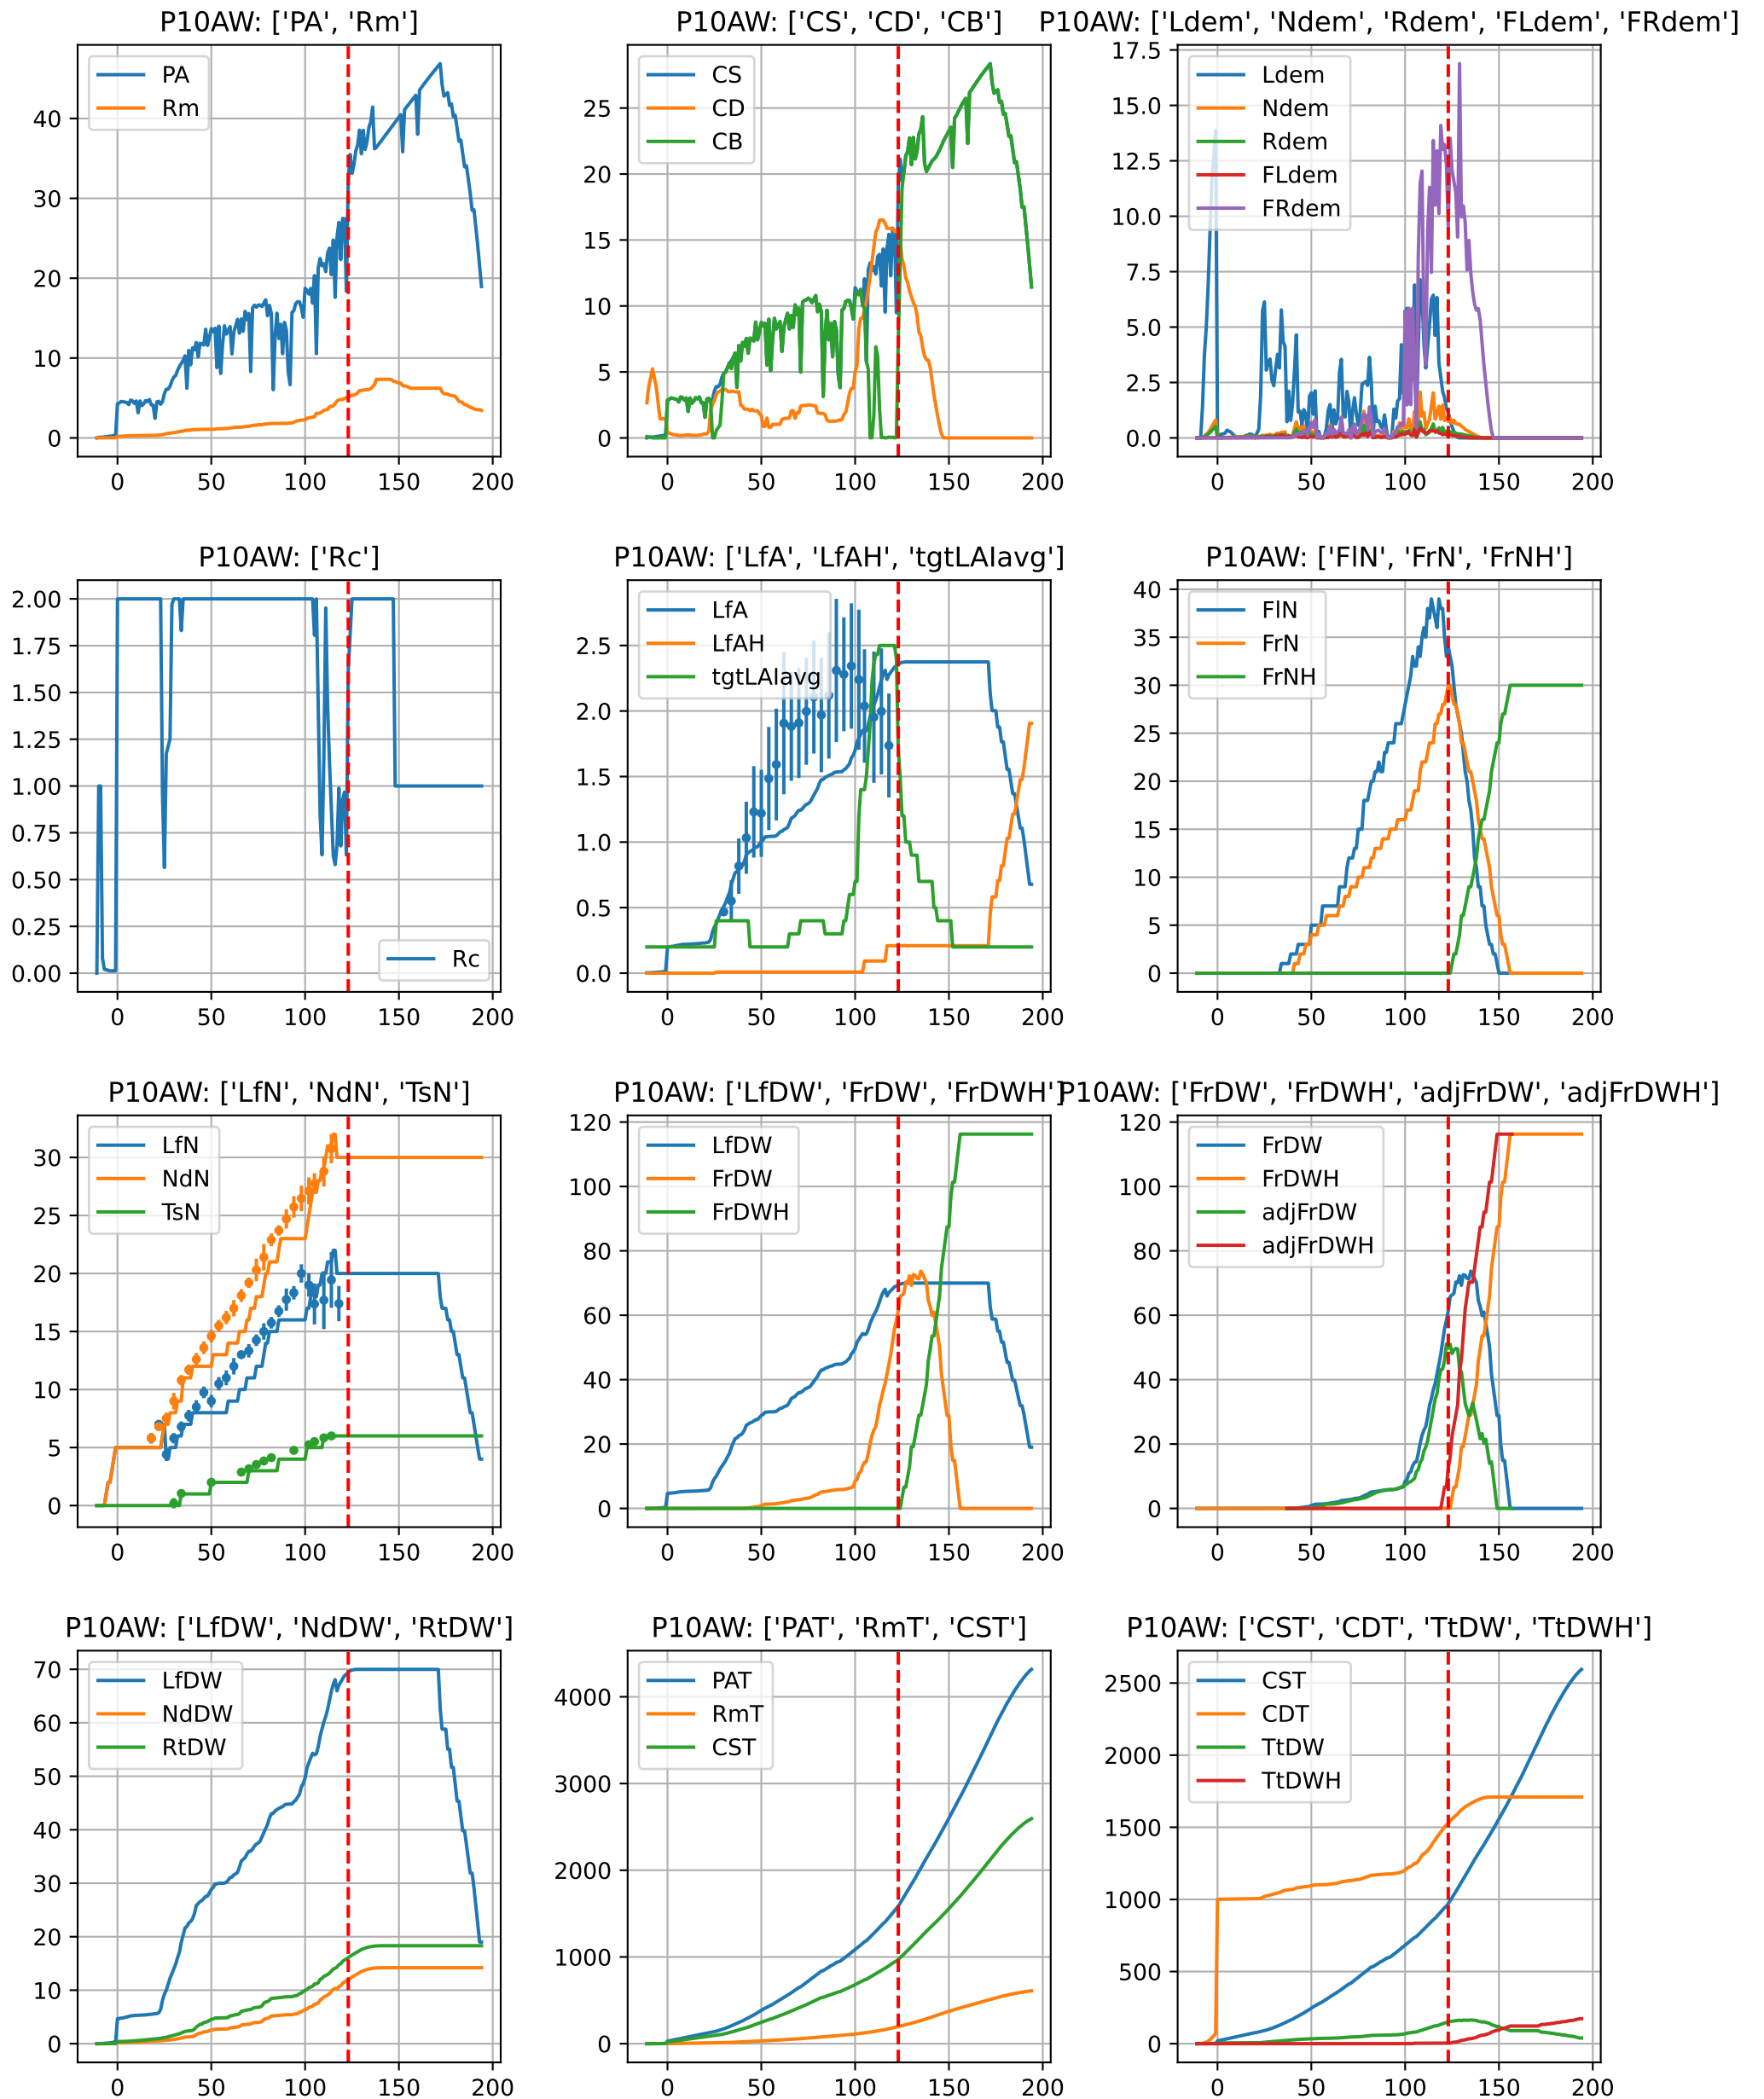 P10AW: ['PA', 'Rm']
PA
Rm
40
30
20
10
0
0 50 100 150 200
P10AW: ['CS', 'CD', 'CB']
CS
CD
CB
25
20
15
10
5
0
0 50 100 150 200
P10AW: ['Ldem', 'Ndem', 'Rdem', 'FLdem', 'FRdem']
Ldem
Ndem
Rdem
FLdem
FRdem
17.5
15.0
12.5
10.0
7.5
5.0
2.5
0.0
0 50 100 150 200
P10AW: ['Rc']
2.00
1.75
1.50
1.25
1.00
0.75
0.50
0.25
0.00
Rc
0 50 100 150 200
P10AW: ['LfA', 'LfAH', 'tgtLAIavg']
LfA
LfAH
tgtLAIavg
2.5
2.0
1.5
1.0
0.5
0.0
0 50 100 150 200
P10AW: ['FlN', 'FrN', 'FrNH']
FlN
FrN
FrNH
40
35
30
25
20
15
10
5
0
0 50 100 150 200
P10AW: ['LfN', 'NdN', 'TsN']
LfN
NdN
TsN
30
25
20
15
10
5
0
0 50 100 150 200
P10AW: ['LfDW', 'FrDW', 'FrDWH']
LfDW
FrDW
FrDWH
120
100
80
60
40
20
0
0 50 100 150 200
P10AW: ['FrDW', 'FrDWH', 'adjFrDW', 'adjFrDWH']
FrDW
FrDWH
adjFrDW
adjFrDWH
120
100
80
60
40
20
0
0 50 100 150 200
P10AW: ['LfDW', 'NdDW', 'RtDW']
LfDW
NdDW
RtDW
70
60
50
40
30
20
10
0
0 50 100 150 200
P10AW: ['PAT', 'RmT', 'CST']
PAT
RmT
CST
4000
3000
2000
1000
0
0 50 100 150 200
P10AW: ['CST', 'CDT', 'TtDW', 'TtDWH']
CST
CDT
TtDW
TtDWH
2500
2000
1500
1000
500
0
0 50 100 150 200